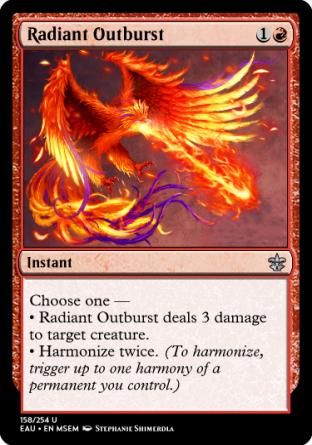 Radiant Outburst 1
Instant
Choose one —
• Radiant Outburst deals 3 damage
to target creature.
• Harmonize twice. (To harmonize,
trigger up to one harmony of a
permanent you control.)
158/254 U
EAU • EN MSEM Stephanie Shimerdla